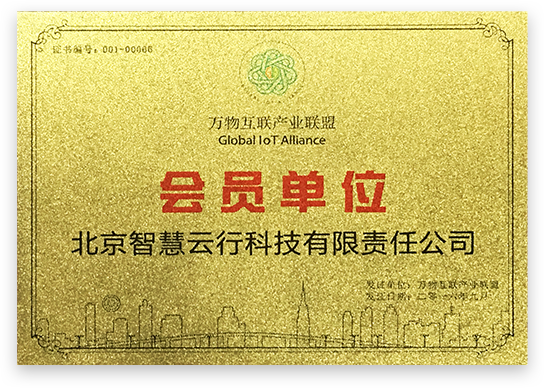 证书编号：001-00068
万物互联产业联盟
Global IoT Alliance
会员单位
北京智慧云行科技有限责任公司
发证单位：万物互联产业联盟
发证日期：二零一六年九月